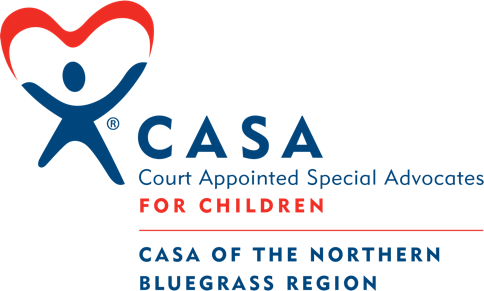 ® CASA
Court Appointed Special Advocates
FOR CHILDREN
CASA OF THE NORTHERN
BLUEGRASS REGION